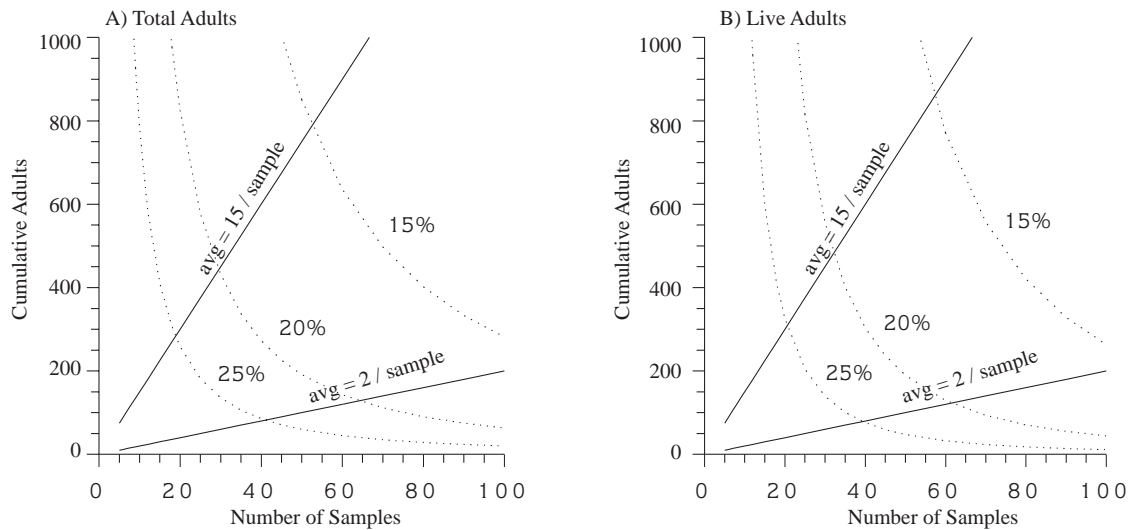 A) Total Adults
1000
800
600
400
200
0
0 20 40 60 80 100
Cumulative Adults
Number of Samples
avg = 15 / sample
avg = 2 / sample
15%
20%
25%
B) Live Adults
1000
800
600
400
200
0
0 20 40 60 80 100
Cumulative Adults
Number of Samples
avg = 15 / sample
avg = 2 / sample
15%
20%
25%